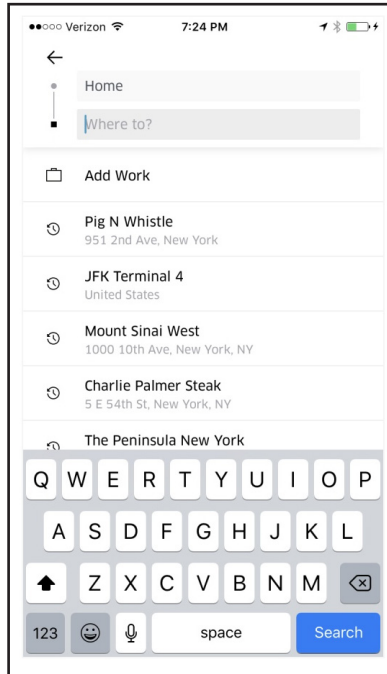 Verizon 7:24 PM
Home
Where to?
Add Work
Pig N Whistle
951 2nd Ave, New York
JFK Terminal 4
United States
Mount Sinai West
1000 10th Ave, New York, NY
Charlie Palmer Steak
5 E 54th St, New York, NY
The Peninsula New York
Q W E R T Y U I O P
A S D F G H J K L
Z X C V B N M
123 space Search